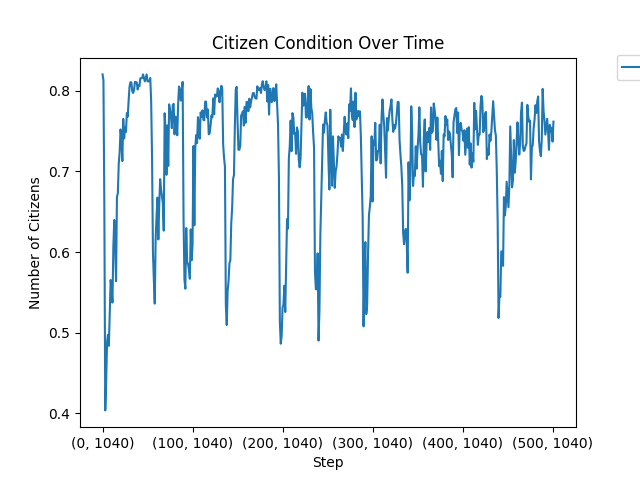 Citizen Condition Over Time
Number of Citizens
0.8
0.7
0.6
0.5
0.4
(0, 1040) (100, 1040) (200, 1040) (300, 1040) (400, 1040) (500, 1040)
Step